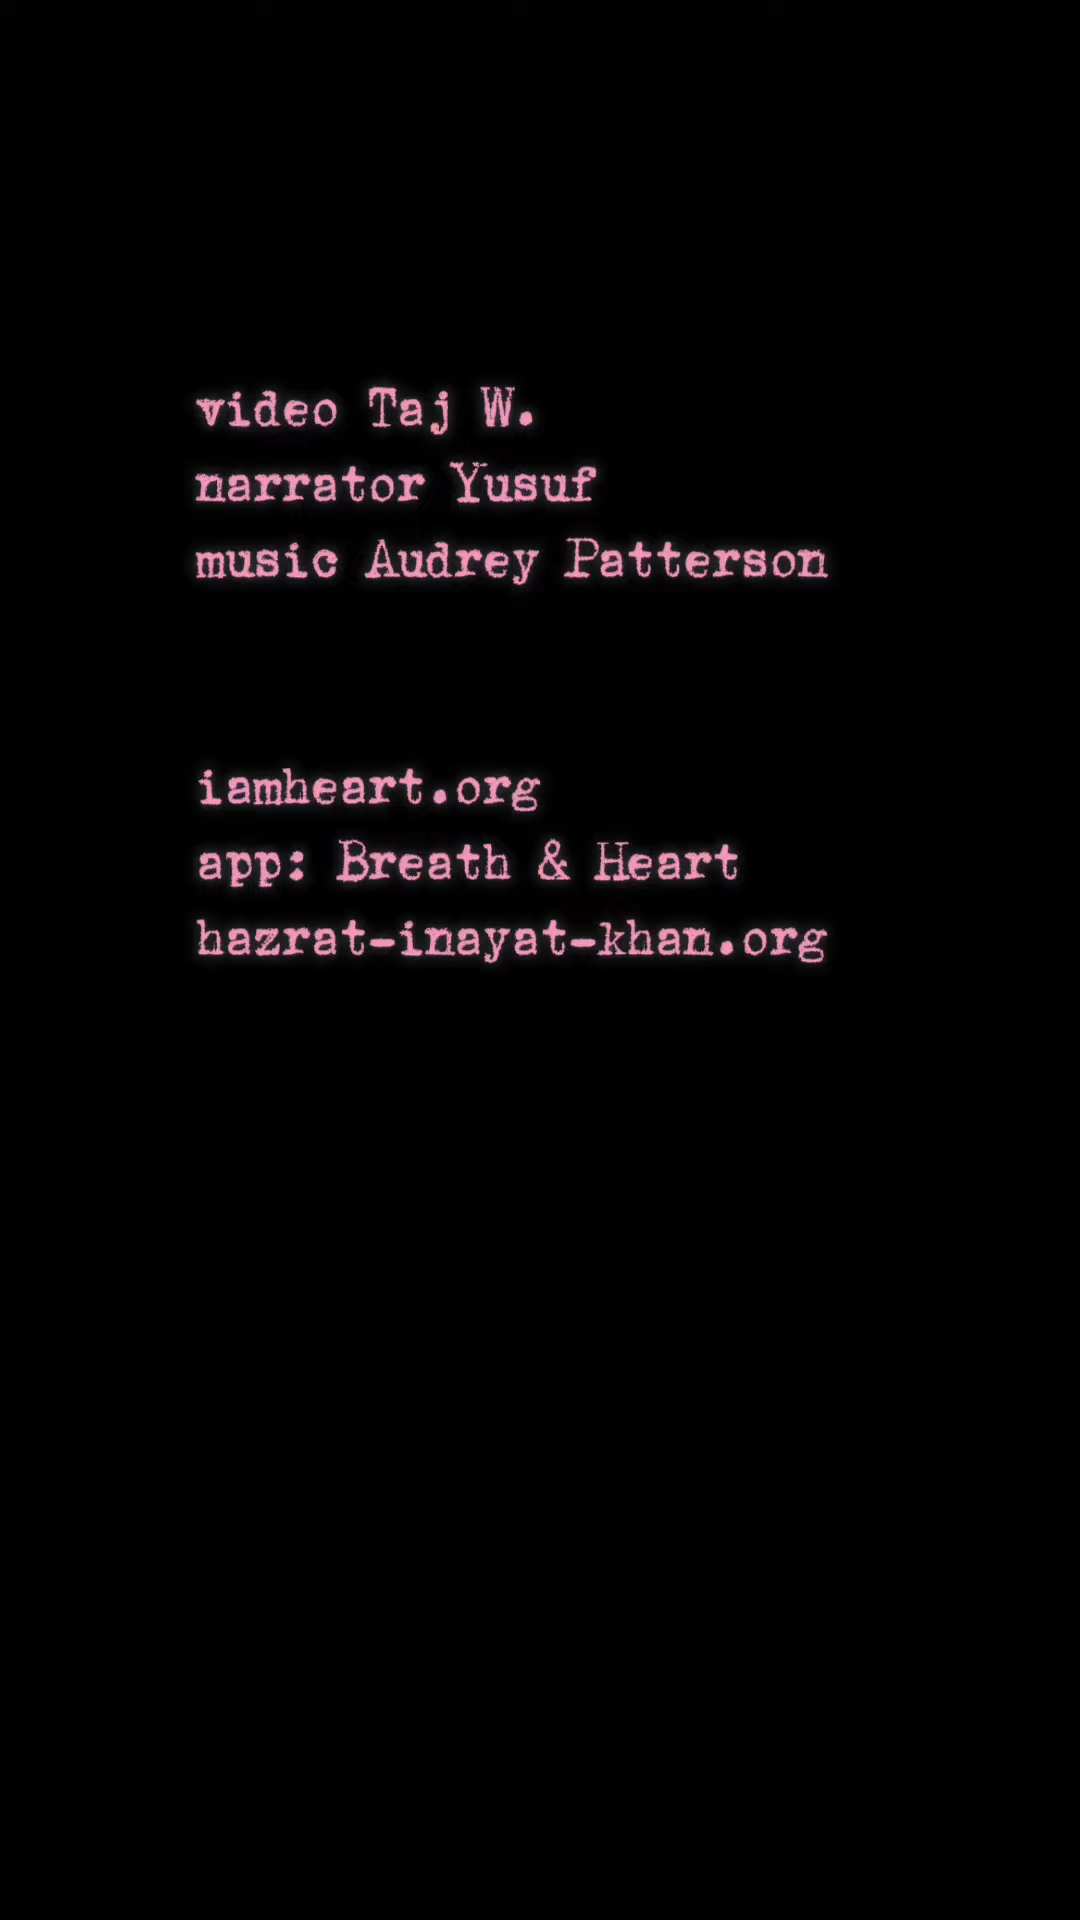 video Taj W.
narrator Yusuf
music Audrey Patterson
iamheart.org
app: Breath & Heart
hazrat-inayat-khan.org